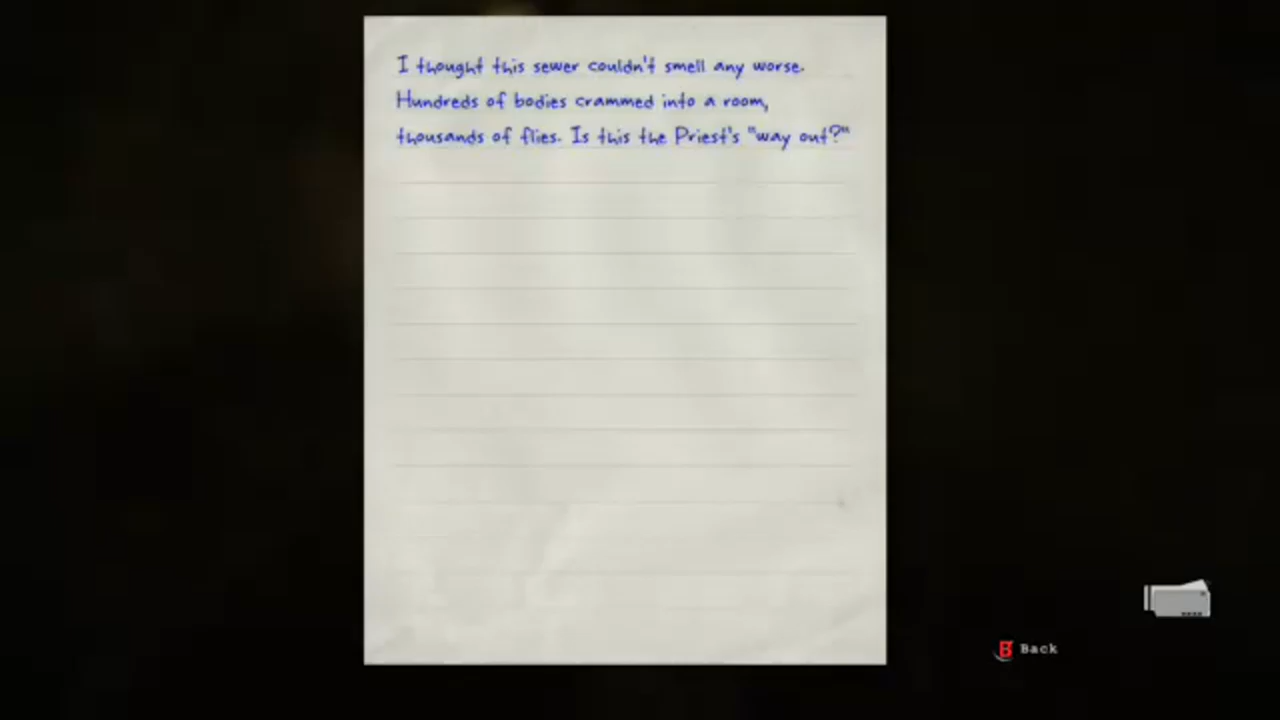 I thought this sewer couldn't smell any worse.
Hundreds of bodies crammed into a room,
thousands of flies. Is this the Priest's "way out?"
B Back